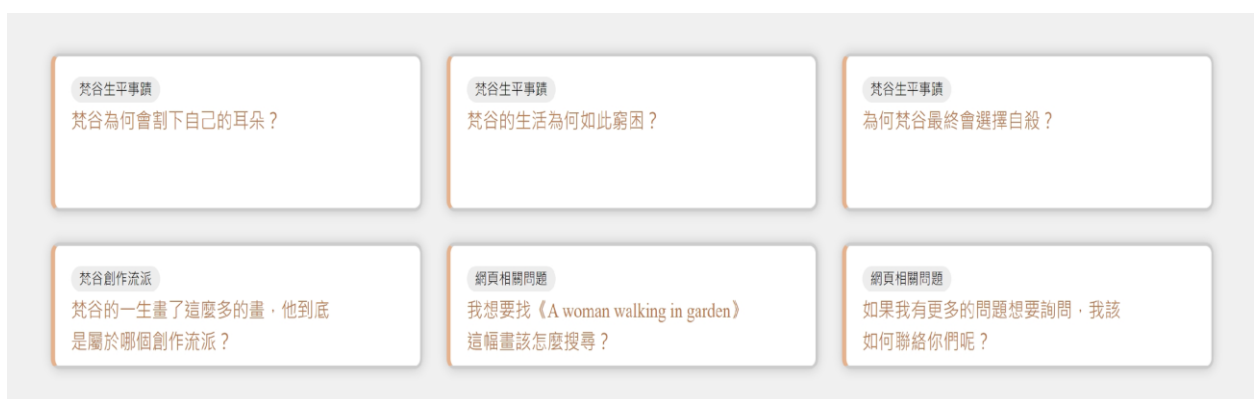 梵谷生平事蹟
梵谷為何會割下自己的耳朵？
梵谷生平事蹟
梵谷的生活為何如此窮困？
梵谷生平事蹟
為何梵谷最終會選擇自殺？
梵谷創作流派
梵谷的一生畫了這麼多的畫，他到底
是屬於哪個創作流派？
網頁相關問題
我想要找《A woman walking in garden》
這幅畫該怎麼搜尋？
網頁相關問題
如果我有更多的問題想要詢問，我該
如何聯絡你們呢？